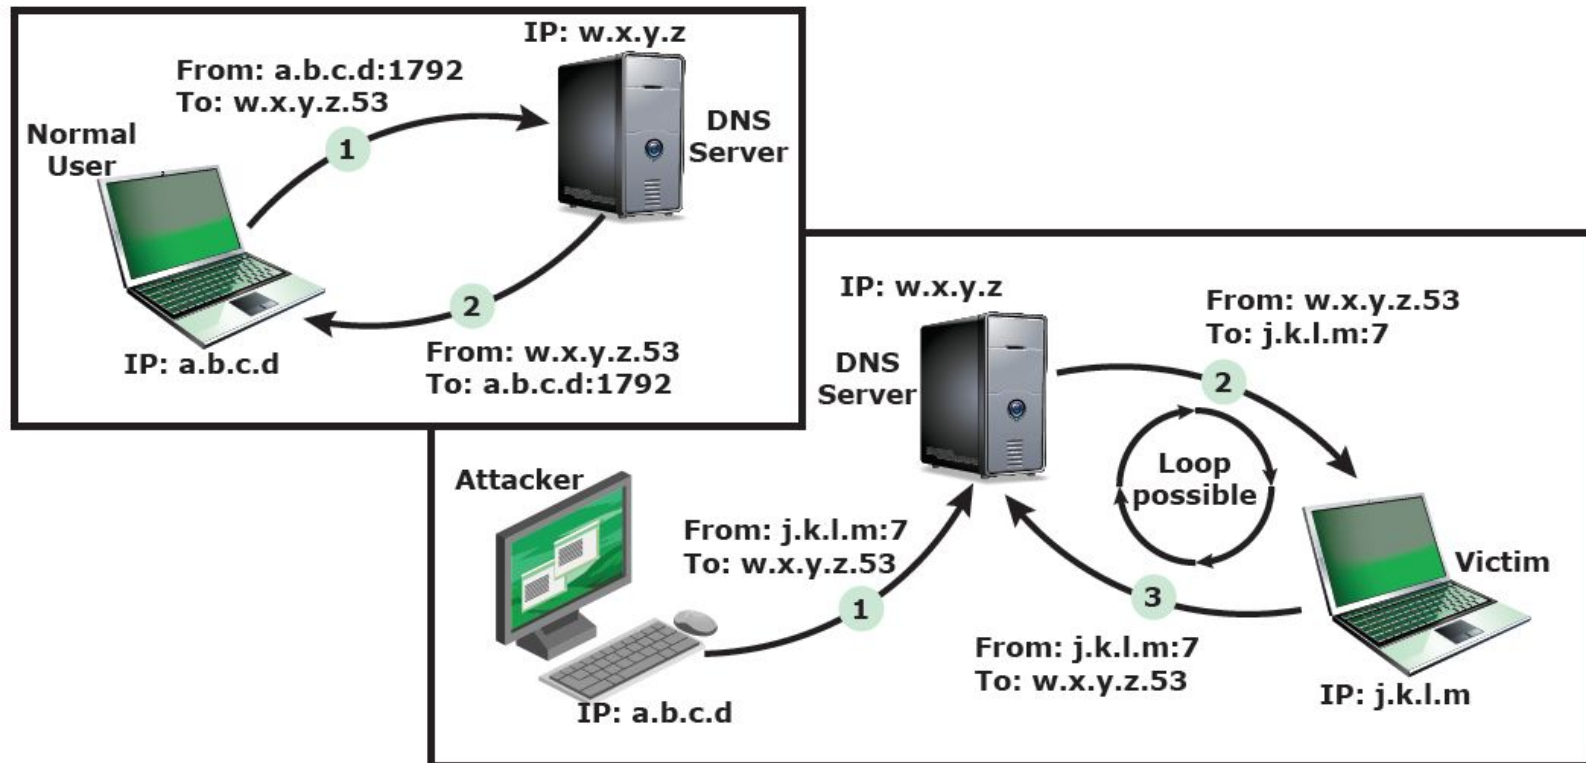 IP: w.x.y.z
From: a.b.c.d:1792
To: w.x.y.z.53
Normal
User
1
DNS
Server
2
IP: a.b.c.d
From: w.x.y.z.53
To: a.b.c.d:1792
IP: w.x.y.z
From: w.x.y.z.53
To: j.k.l.m:7
DNS
Server
2
Loop
possible
Attacker
From: j.k.l.m:7
To: w.x.y.z.53
1
Victim
3
From: j.k.l.m:7
To: w.x.y.z.53
IP: a.b.c.d
IP: j.k.l.m